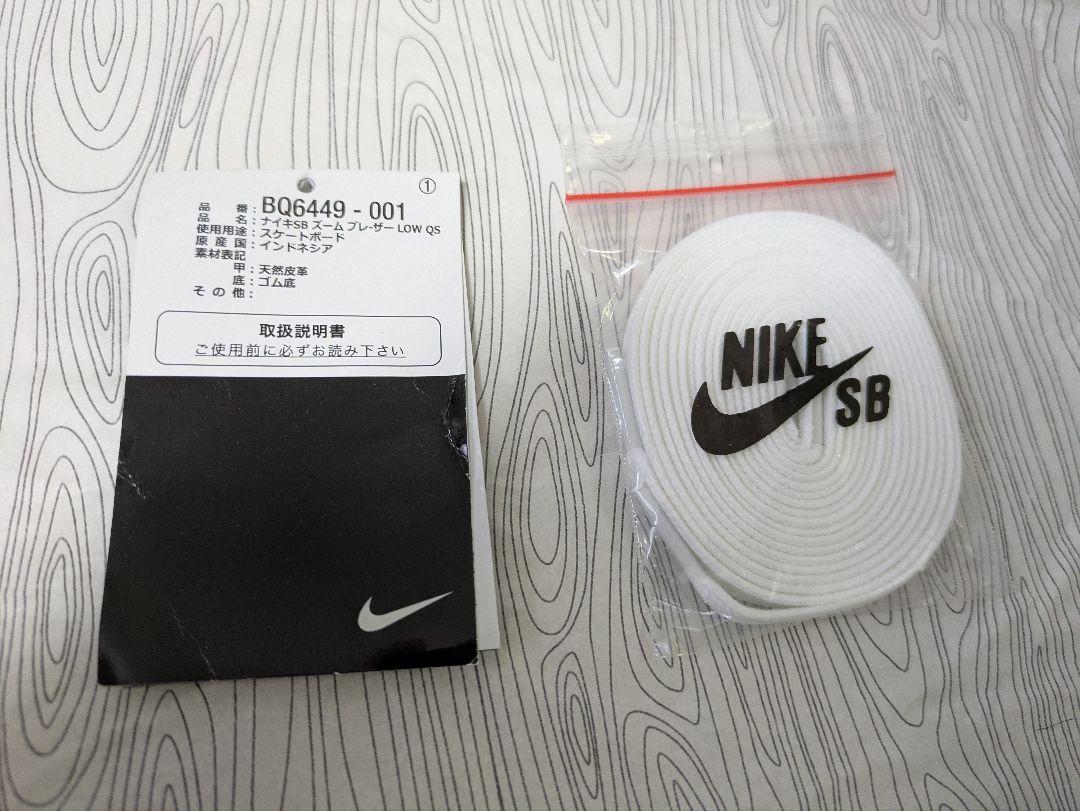 ①
品番：BQ6449 - 001
品名：ナイキSB ズーム ブレ-ザー LOW QS
使用用途：スケートボード
原産国：インドネシア
素材表記
甲：天然皮革
底：ゴム底
その他：
取扱説明書
ご使用前に必ずお読み下さい
NIKE
SB